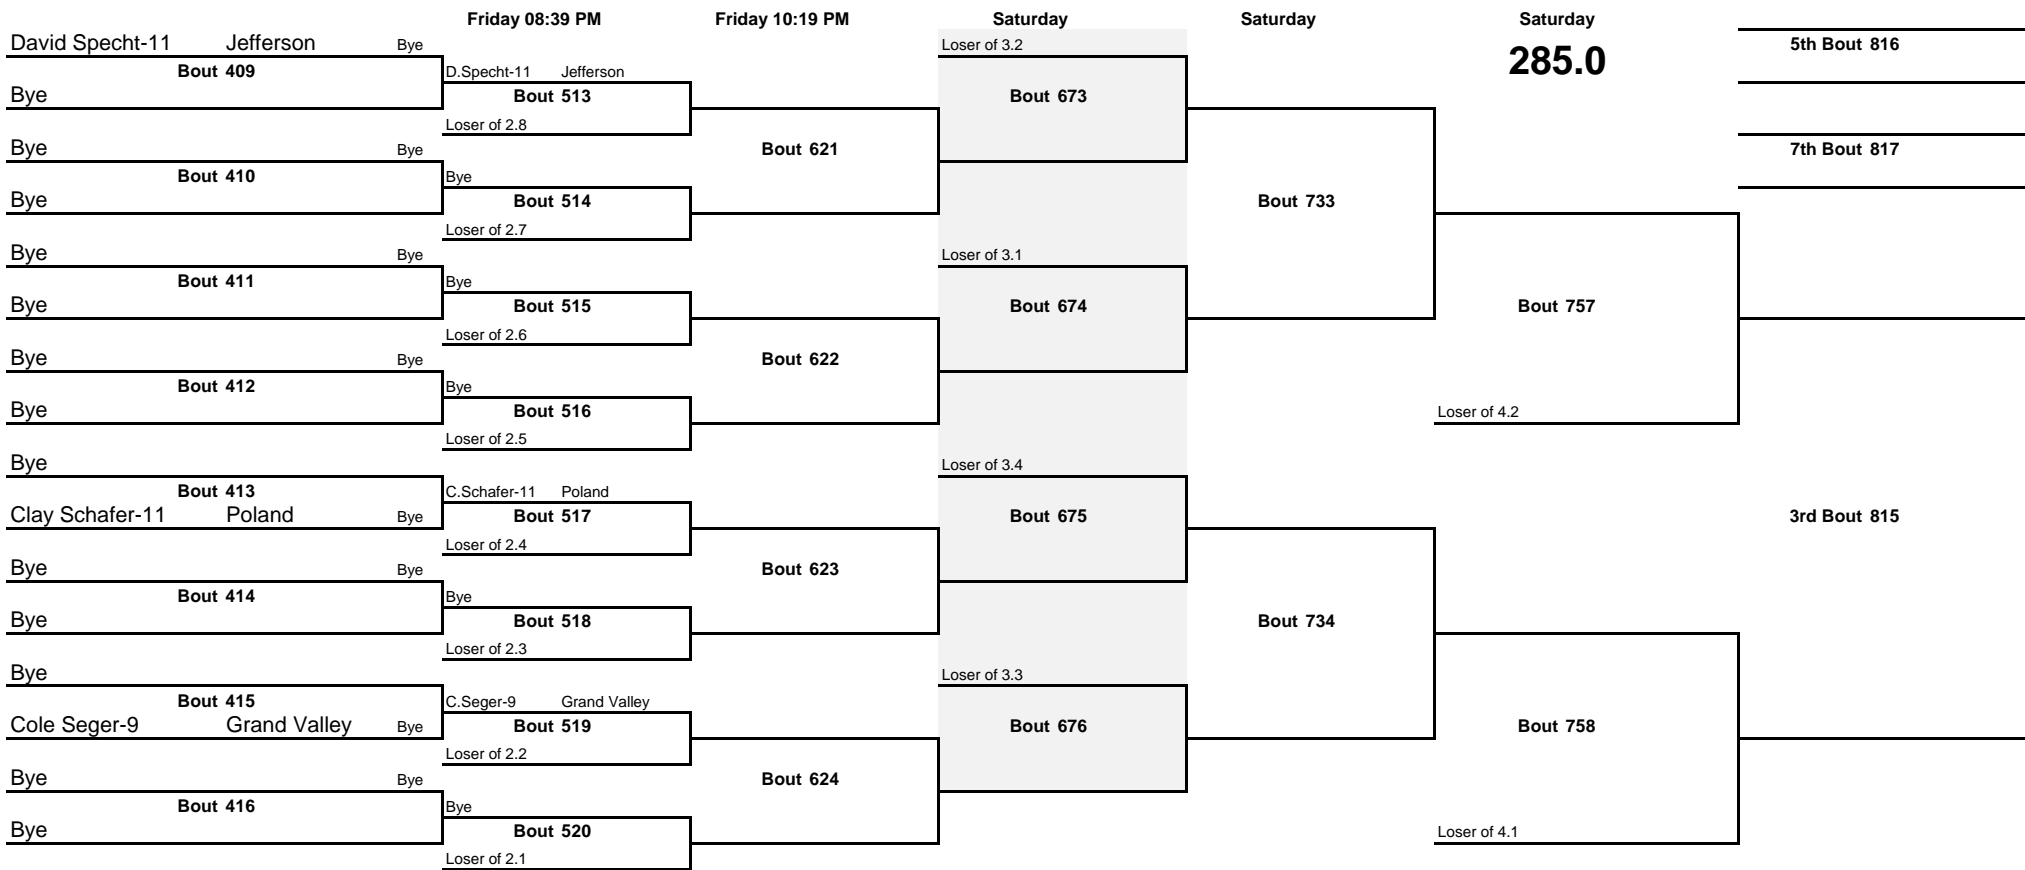 Friday 08:39 PM Friday 10:19 PM Saturday Saturday Saturday
David Specht-11 Jefferson Bye Loser of 3.2 5th Bout 816
285.0
Bout 409 D.Specht-11 Jefferson
Bye Bout 513 Bout 673
Loser of 2.8
Bye Bye Bout 621 7th Bout 817
Bout 410 Bye
Bye Bout 514 Bout 733
Loser of 2.7
Bye Bye Loser of 3.1
Bout 411 Bye
Bye Bout 515 Bout 674 Bout 757
Loser of 2.6
Bye Bye Bout 622
Bout 412 Bye
Bye Bout 516 Loser of 4.2
Loser of 2.5
Bye Loser of 3.4
Bout 413 C.Schafer-11 Poland
Clay Schafer-11 Poland Bye Bout 517 Bout 675 3rd Bout 815
Loser of 2.4
Bye Bye Bout 623
Bout 414 Bye
Bye Bout 518 Bout 734
Loser of 2.3
Bye Loser of 3.3
Bout 415 C.Seger-9 Grand Valley
Cole Seger-9 Grand Valley Bye Bout 519 Bout 676 Bout 758
Loser of 2.2
Bye Bye Bout 624
Bout 416 Bye
Bye Bout 520 Loser of 4.1
Loser of 2.1